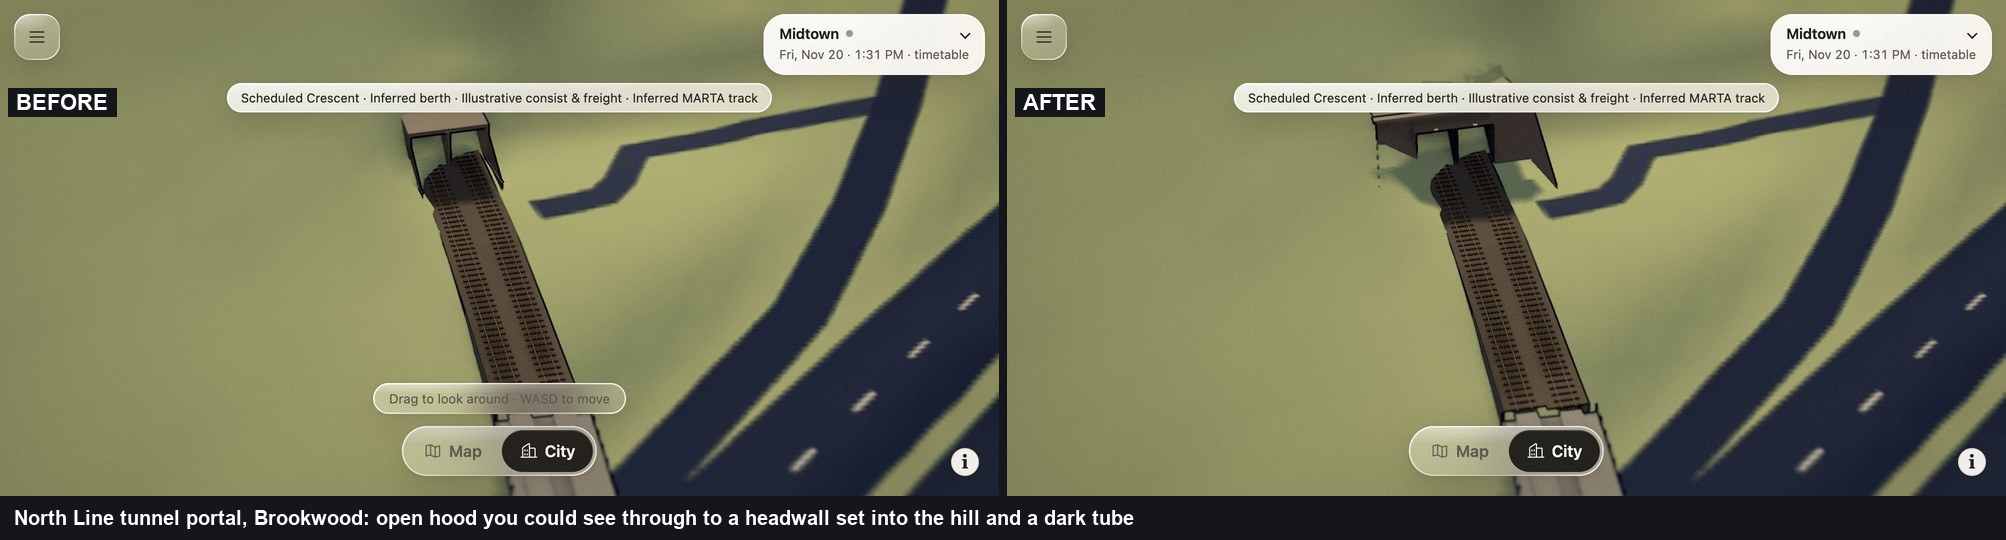 Midtown
Fri, Nov 20 · 1:31 PM · timetable
BEFORE
Scheduled Crescent · Inferred berth · Illustrative consist & freight · Inferred MARTA track
Drag to look around · WASD to move
Map
City
i
Midtown
Fri, Nov 20 · 1:31 PM · timetable
AFTER
Scheduled Crescent · Inferred berth · Illustrative consist & freight · Inferred MARTA track
Map
City
i
North Line tunnel portal, Brookwood: open hood you could see through to a headwall set into the hill and a dark tube